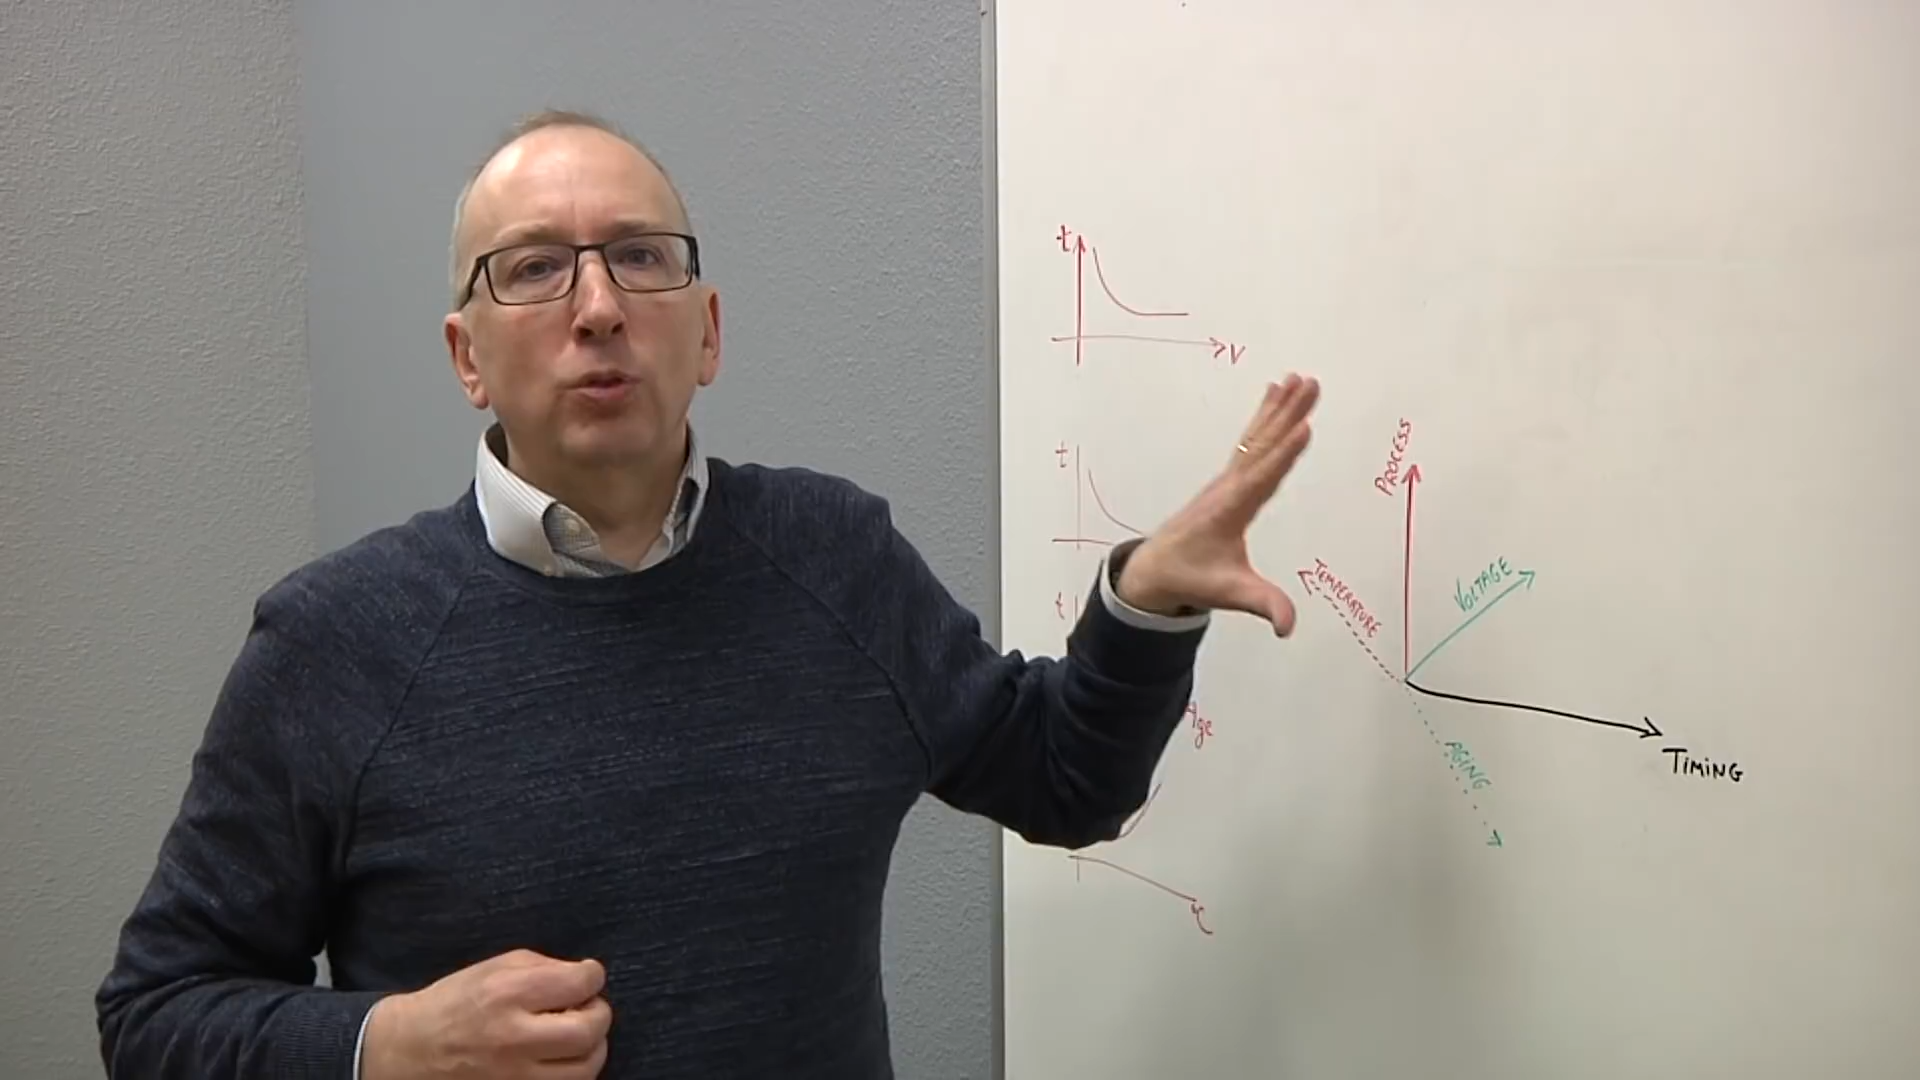 t
V
t
t
Age
PROCESS
TEMPERATURE
VOLTAGE
AGING
TIMING